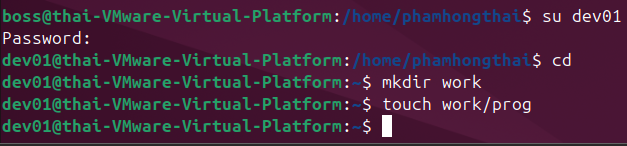 boss@thai-VMware-Virtual-Platform:/home/phamhongthai$ su dev01
Password:
dev01@thai-VMware-Virtual-Platform:/home/phamhongthai$ cd
dev01@thai-VMware-Virtual-Platform:~$ mkdir work
dev01@thai-VMware-Virtual-Platform:~$ touch work/prog
dev01@thai-VMware-Virtual-Platform:~$